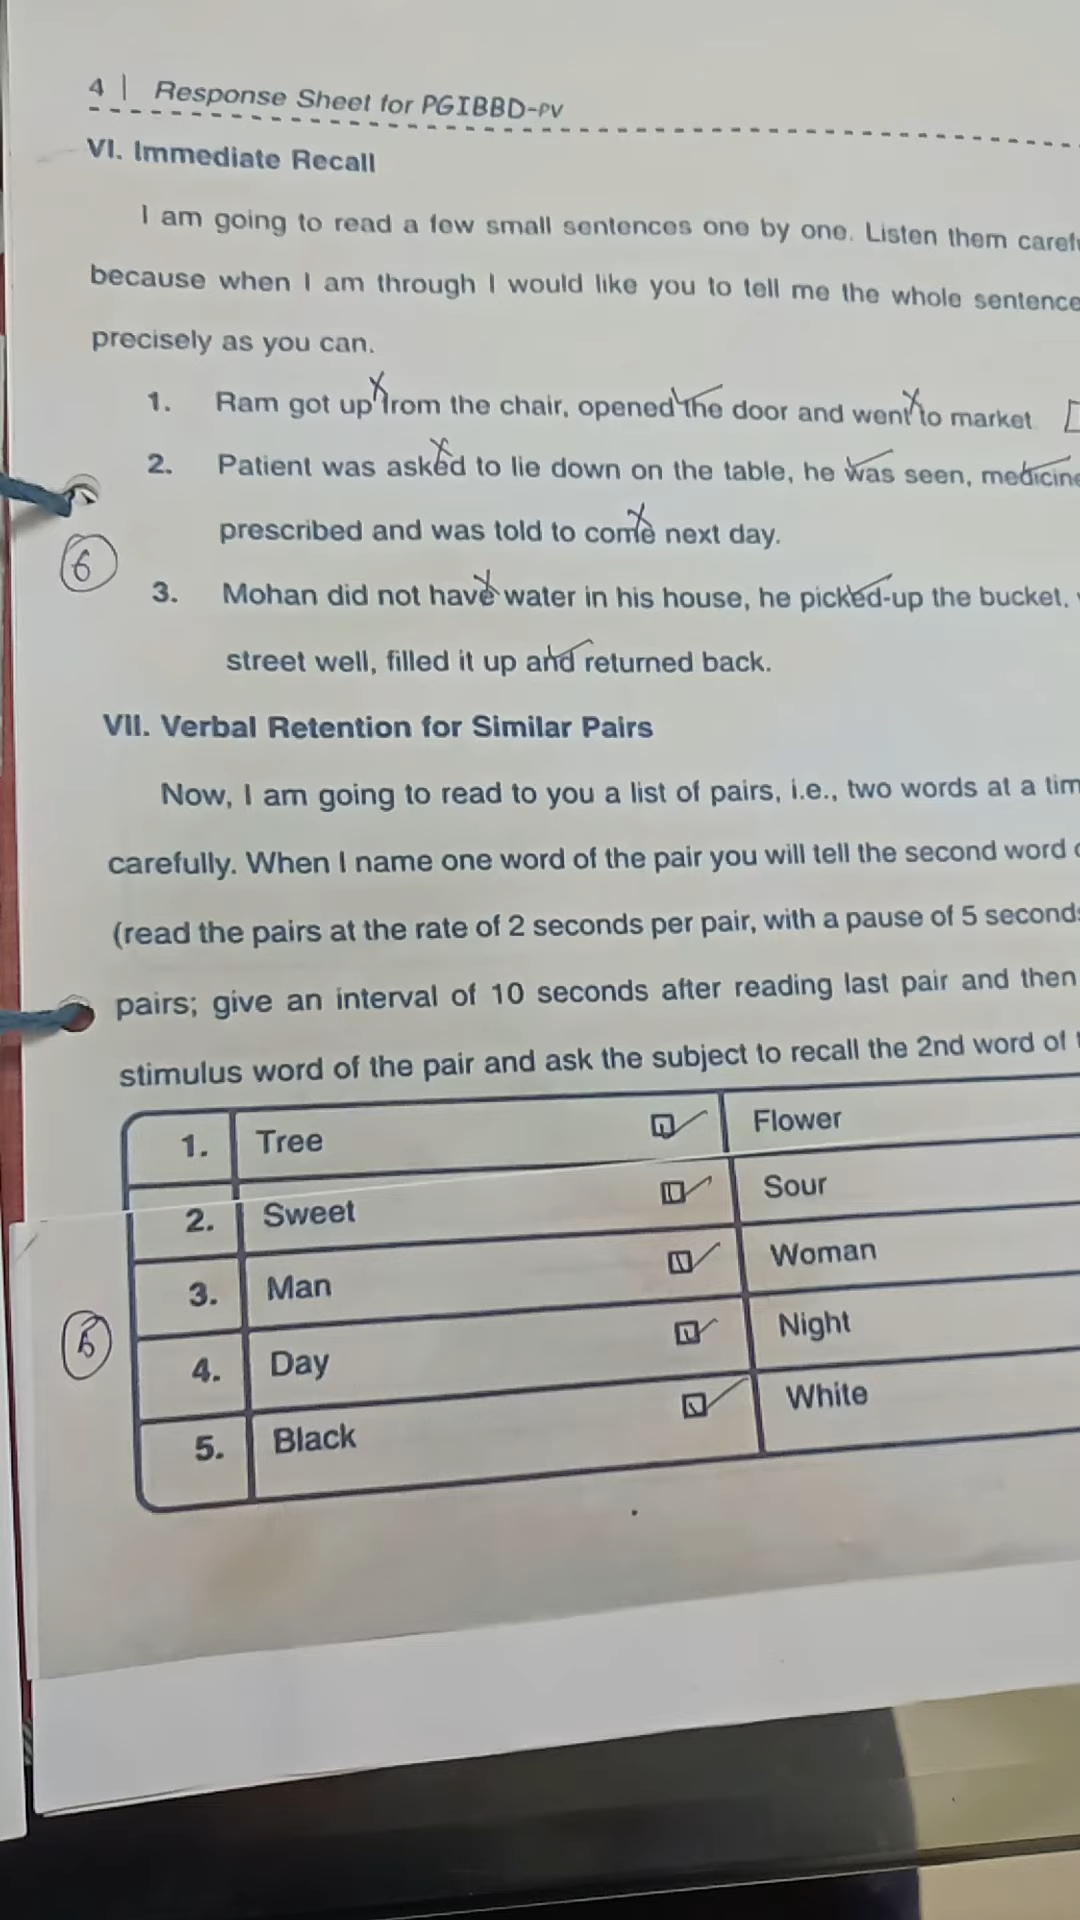 4 | Response Sheet for PGIBBD-PV
VI. Immediate Recall
I am going to read a few small sentences one by one. Listen them
because when I am through I would like you to tell me the whole sentence
precisely as you can.
1. Ram got up from the chair, opened the door and went to market
2. Patient was asked to lie down on the table, he was seen, medicine
prescribed and was told to come next day.
6
3. Mohan did not have water in his house, he picked-up the bucket,
street well, filled it up and returned back.
VII. Verbal Retention for Similar Pairs
Now, I am going to read to you a list of pairs, i.e., two words at a
carefully. When I name one word of the pair you will tell the second word
(read the pairs at the rate of 2 seconds per pair, with a pause of 5
pairs; give an interval of 10 seconds after reading last pair and then
stimulus word of the pair and ask the subject to recall the 2nd word of
1. Tree Flower
2. Sweet Sour
3. Man Woman
4. Day Night
5
5. Black White